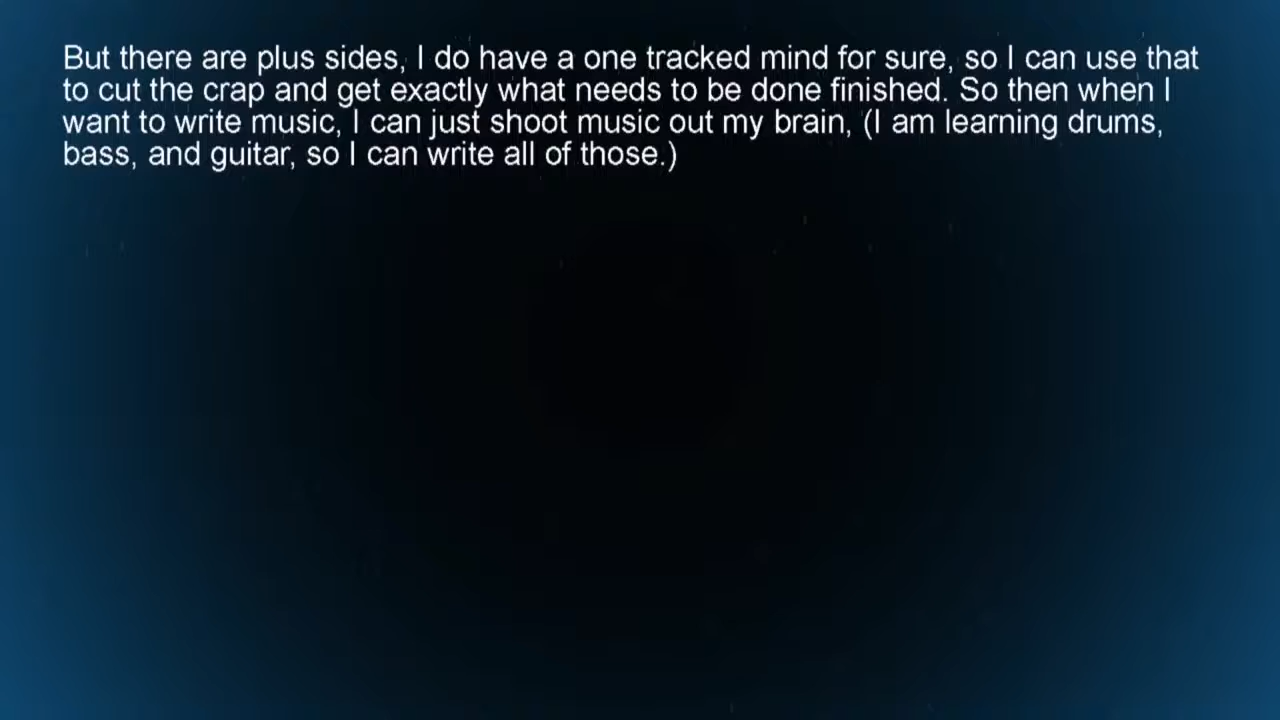 But there are plus sides, I do have a one tracked mind for sure, so I can use that
to cut the crap and get exactly what needs to be done finished. So then when I
want to write music, I can just shoot music out my brain, (I am learning drums,
bass, and guitar, so I can write all of those.)